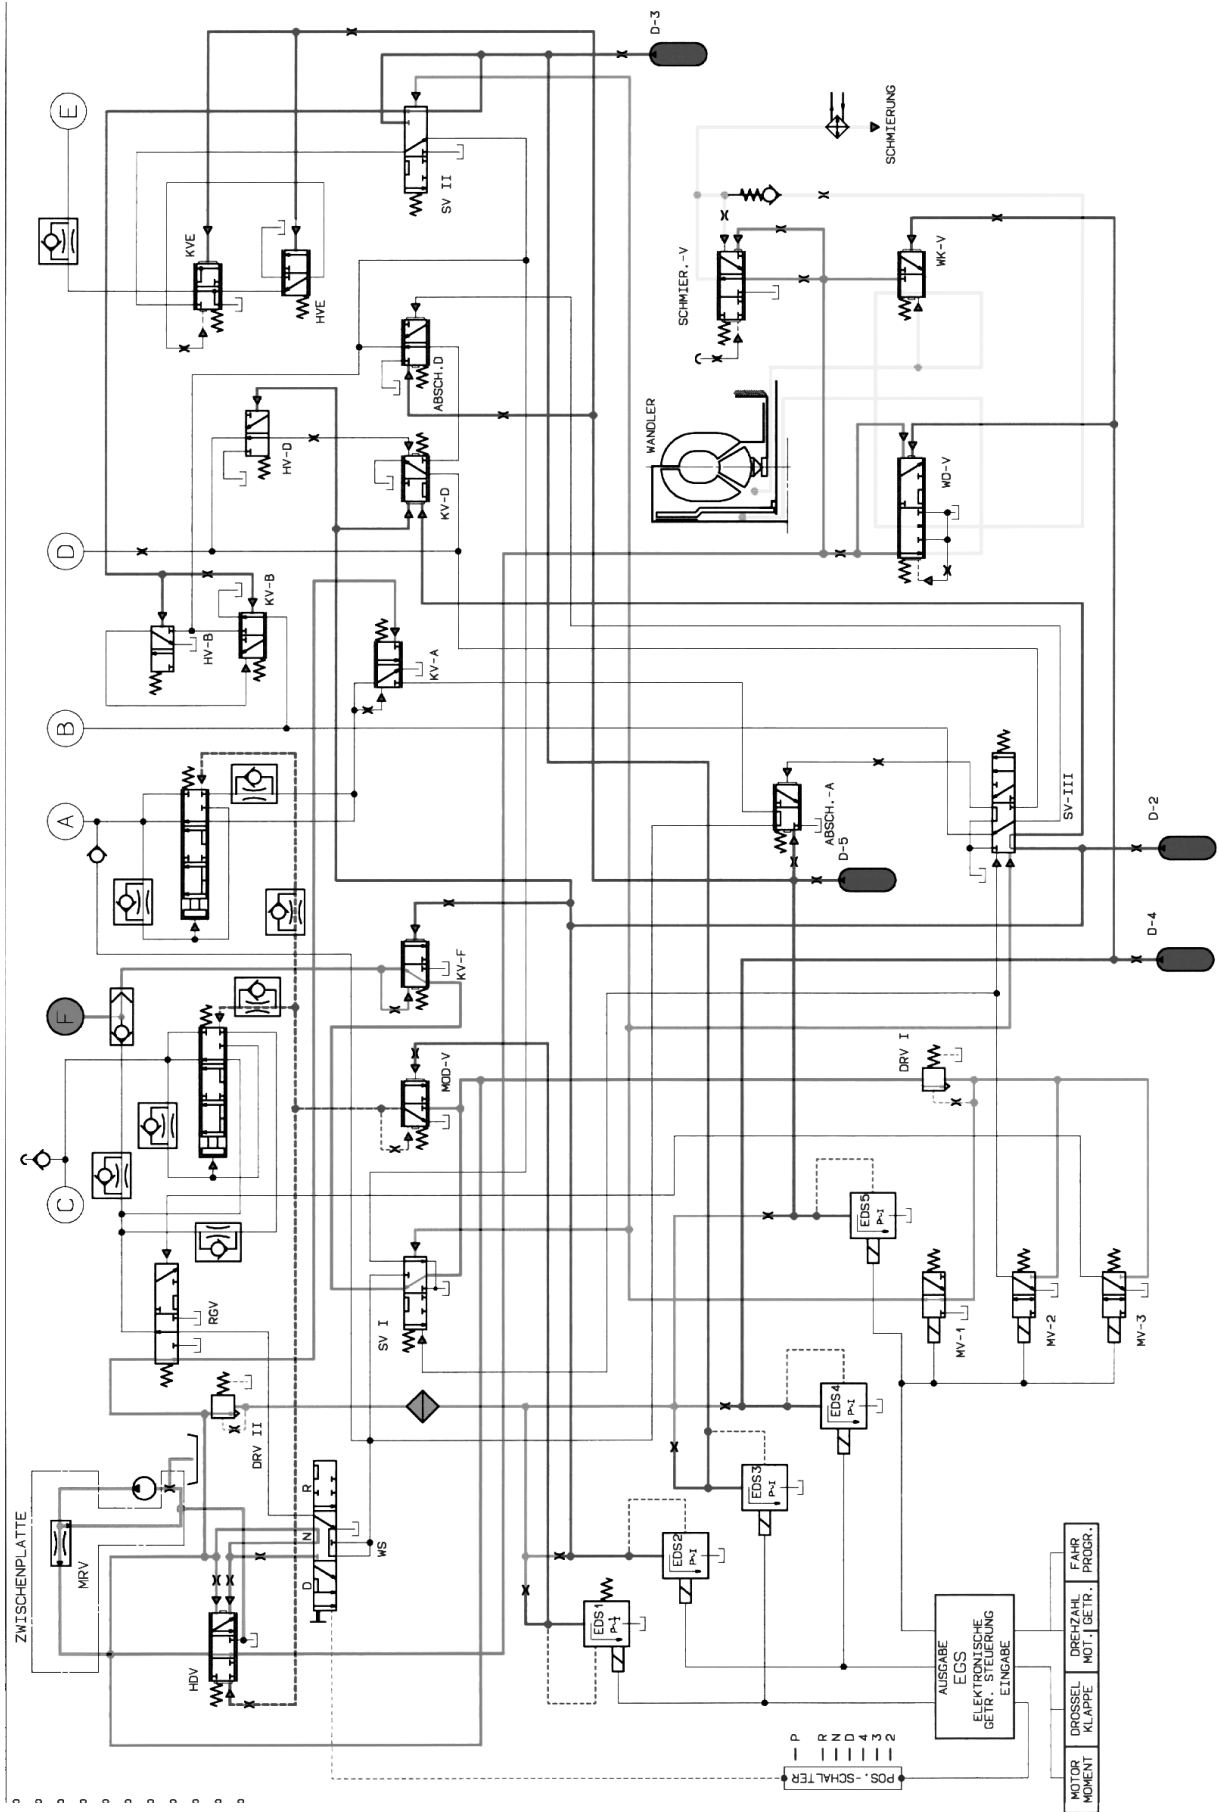 D-3
E
SCHMIERUNG
SV II
KVE
HVE
SCHMIER.-V
WK-V
ABSCH.D
HV-D
KV-D
WANDLER
WD-V
D
KV-B
HV-B
KV-A
B
A
SV-III
ABSCH.-A
D-5
D-2
D-4
KV-F
F
MOD-V
DRV I
C
RGV
SV I
EDS5
P~I
MV-1
MV-2
MV-3
DRV II
EDS4
P~I
EDS3
P~I
EDS2
P~I
EDS1
P~I
ZWISCHENPLATTE
MRV
HDV
D
N
R
WS
P
R
N
D
4
3
2
POS.-SCHALTER
AUSGABE
EGS
ELEKTRONISCHE
GETR. STEUERUNG
EINGABE
MOTOR
MOMENT
DROSSEL
KLAPPE
DREHZAHL
MOT. GETR.
FAHR
PROGR.